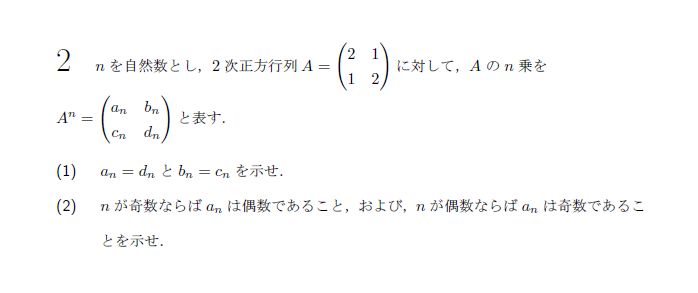 2 nを自然数とし，2次正方行列 A = \begin{pmatrix} 2 & 1 \\ 1 & 2 \end{pmatrix} に対して，A の n 乗を
A^n = \begin{pmatrix} a_n & b_n \\ c_n & d_n \end{pmatrix} と表す．
(1) a_n = d_n と b_n = c_n を示せ．
(2) n が奇数ならば a_n は偶数であること，および，n が偶数ならば a_n は奇数であるこ
とを示せ．